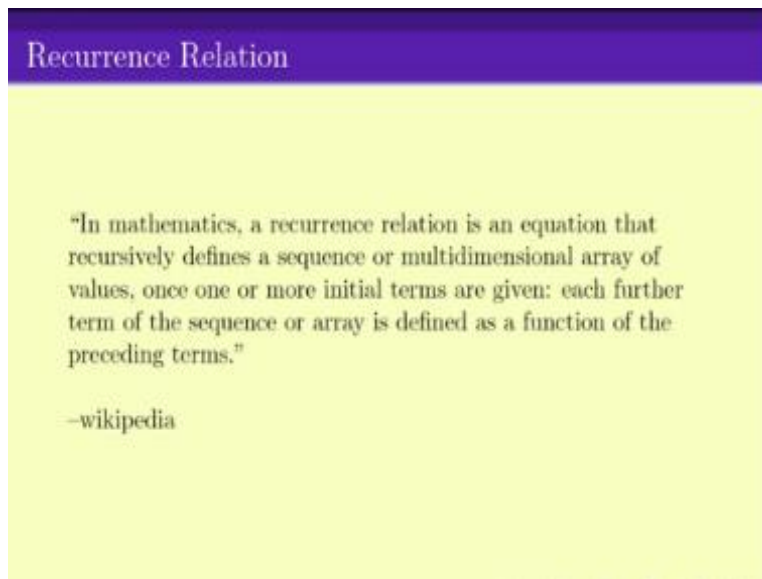 Recurrence Relation
“In mathematics, a recurrence relation is an equation that
recursively defines a sequence or multidimensional array of
values, once one or more initial terms are given: each further
term of the sequence or array is defined as a function of the
preceding terms.”
–wikipedia